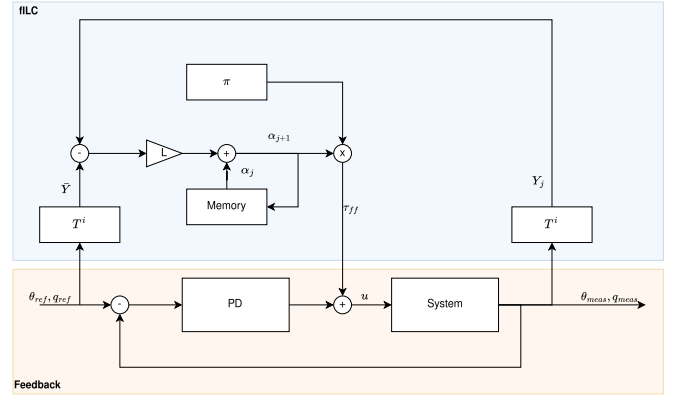 fILC
π
α_{j+1}
-
L
+
x
α_j
Ȳ
Y_j
Memory
T^i
τ_{ff}
T^i
θ_{ref}, q_{ref}
-
PD
+
u
System
θ_{meas}, q_{meas}
Feedback